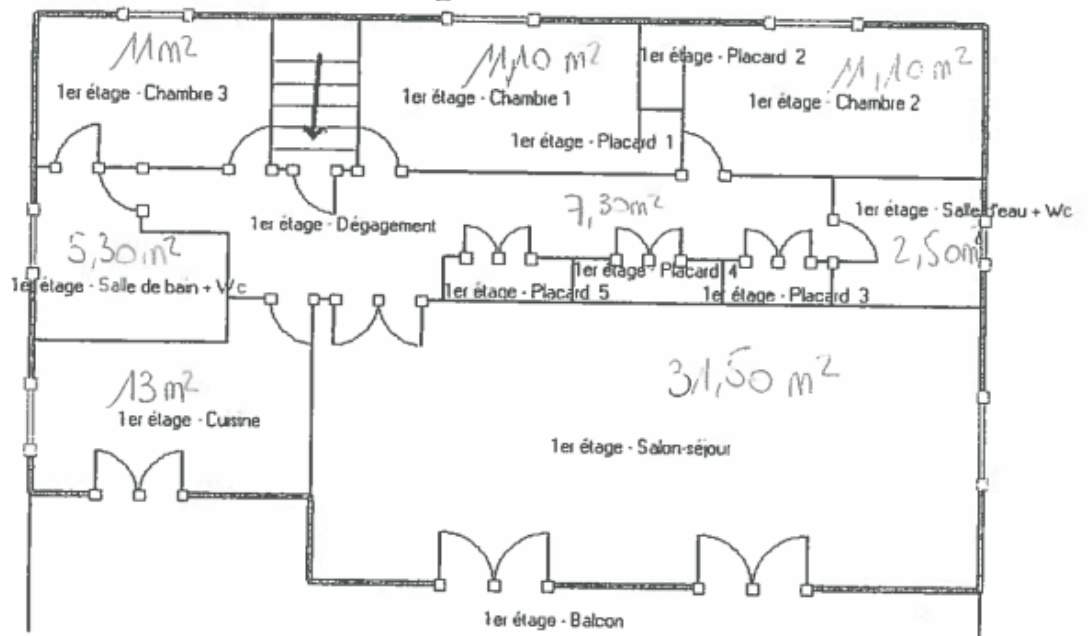 11 m²
1er étage - Chambre 3
11,10 m²
1er étage - Chambre 1
1er étage - Placard 2
11,10 m²
1er étage - Chambre 2
1er étage - Placard 1
7,30 m²
1er étage - Dégagement
1er étage - Salle d'eau + Wc
2,50 m²
5,30 m²
1er étage - Salle de bain + Wc
1er étage - Placard 4
1er étage - Placard 5
1er étage - Placard 3
13 m²
1er étage - Cuisine
31,50 m²
1er étage - Salon-séjour
1er étage - Balcon